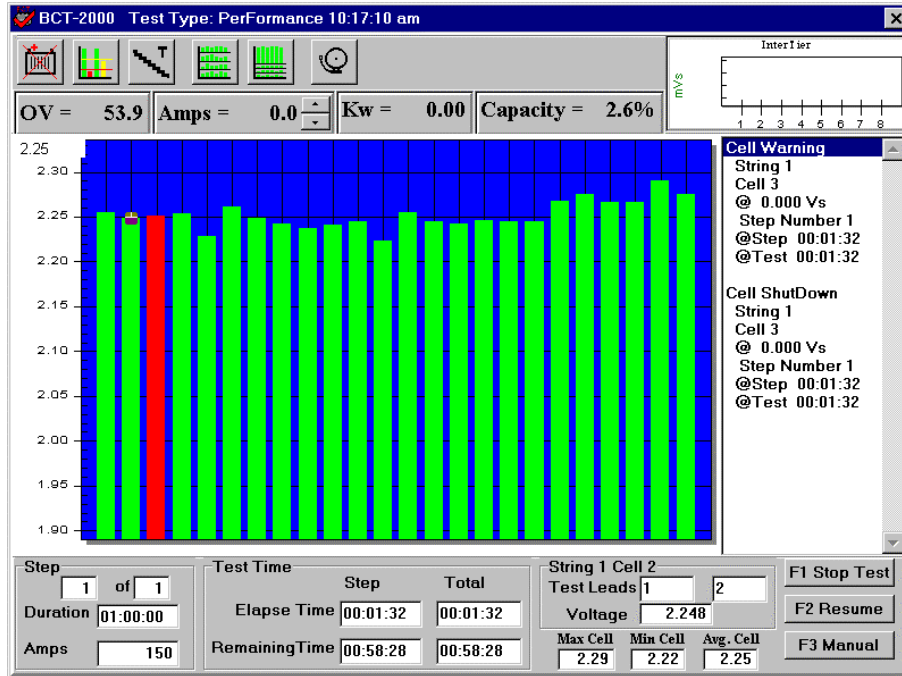 BCT-2000 Test Type: PerFormance 10:17:10 am
T
InterTier
mVs
1 2 3 4 5 6 7 8
OV = 53.9 Amps = 0.0 Kw = 0.00 Capacity = 2.6%
2.25
2.30
2.25
2.20
2.15
2.10
2.05
2.00
1.95
1.90
Cell Warning
String 1
Cell 3
@ 0.000 Vs
Step Number 1
@Step 00:01:32
@Test 00:01:32
Cell ShutDown
String 1
Cell 3
@ 0.000 Vs
Step Number 1
@Step 00:01:32
@Test 00:01:32
Step
1 of 1
Duration 01:00:00
Amps 150
Test Time
Step Total
Elapse Time 00:01:32 00:01:32
RemainingTime 00:58:28 00:58:28
String 1 Cell 2
Test Leads 1 2
Voltage 2.248
Max Cell Min Cell Avg. Cell
2.29 2.22 2.25
F1 Stop Test
F2 Resume
F3 Manual